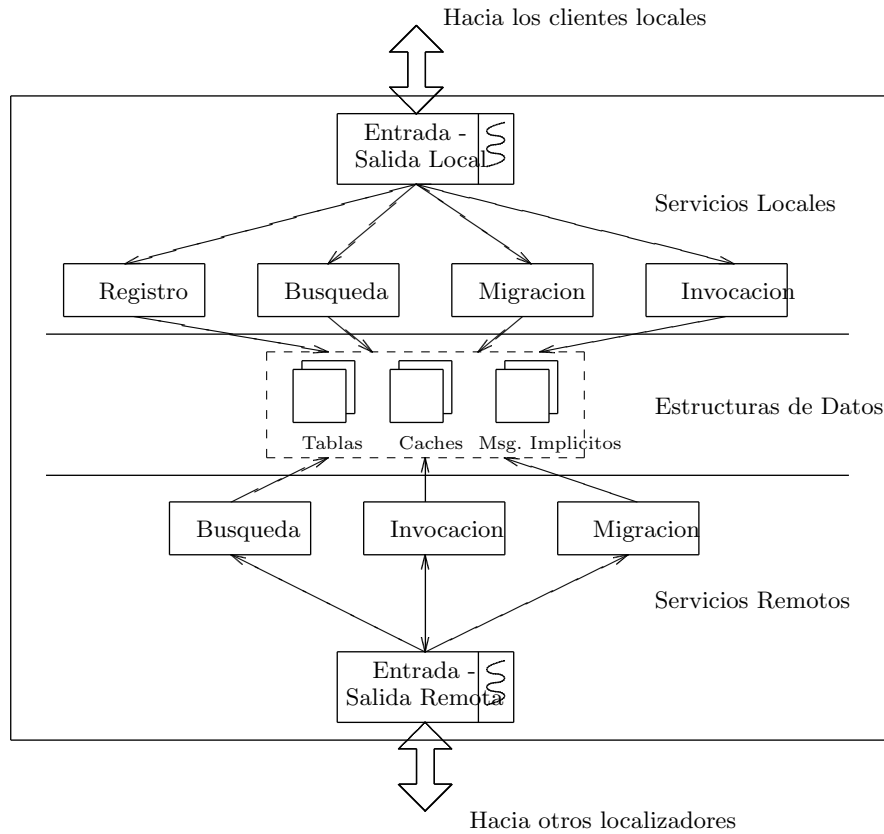 Hacia los clientes locales
Entrada -
Salida Local
Servicios Locales
Registro
Busqueda
Migracion
Invocacion
Estructuras de Datos
Tablas
Caches
Msg. Implicitos
Busqueda
Invocacion
Migracion
Servicios Remotos
Entrada -
Salida Remota
Hacia otros localizadores